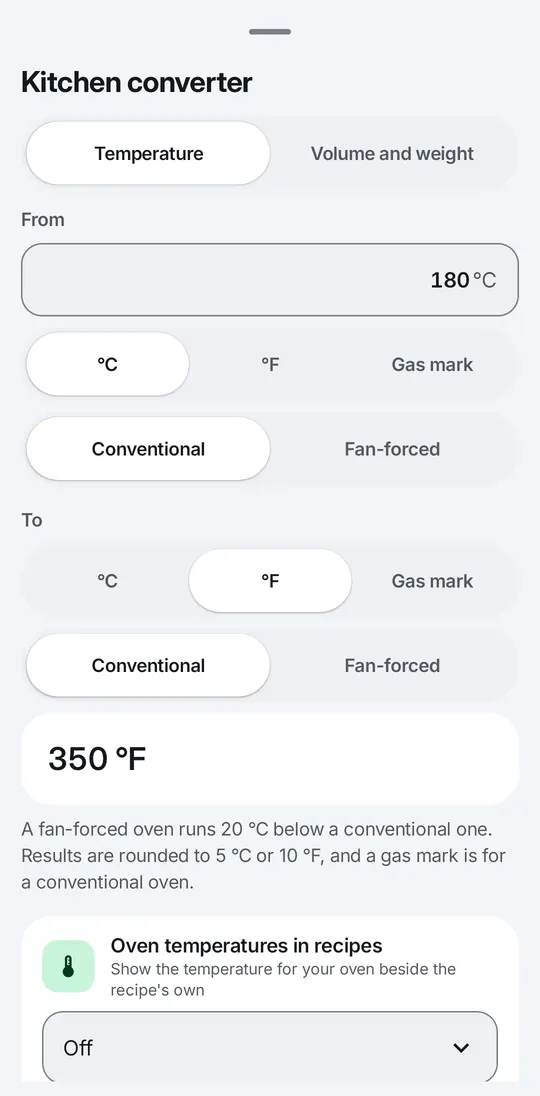 Kitchen converter
Temperature
Volume and weight
From
180 °C
°C
°F
Gas mark
Conventional
Fan-forced
To
°C
°F
Gas mark
Conventional
Fan-forced
350 °F
A fan-forced oven runs 20 °C below a conventional one.
Results are rounded to 5 °C or 10 °F, and a gas mark is for
a conventional oven.
Oven temperatures in recipes
Show the temperature for your oven beside the
recipe's own
Off